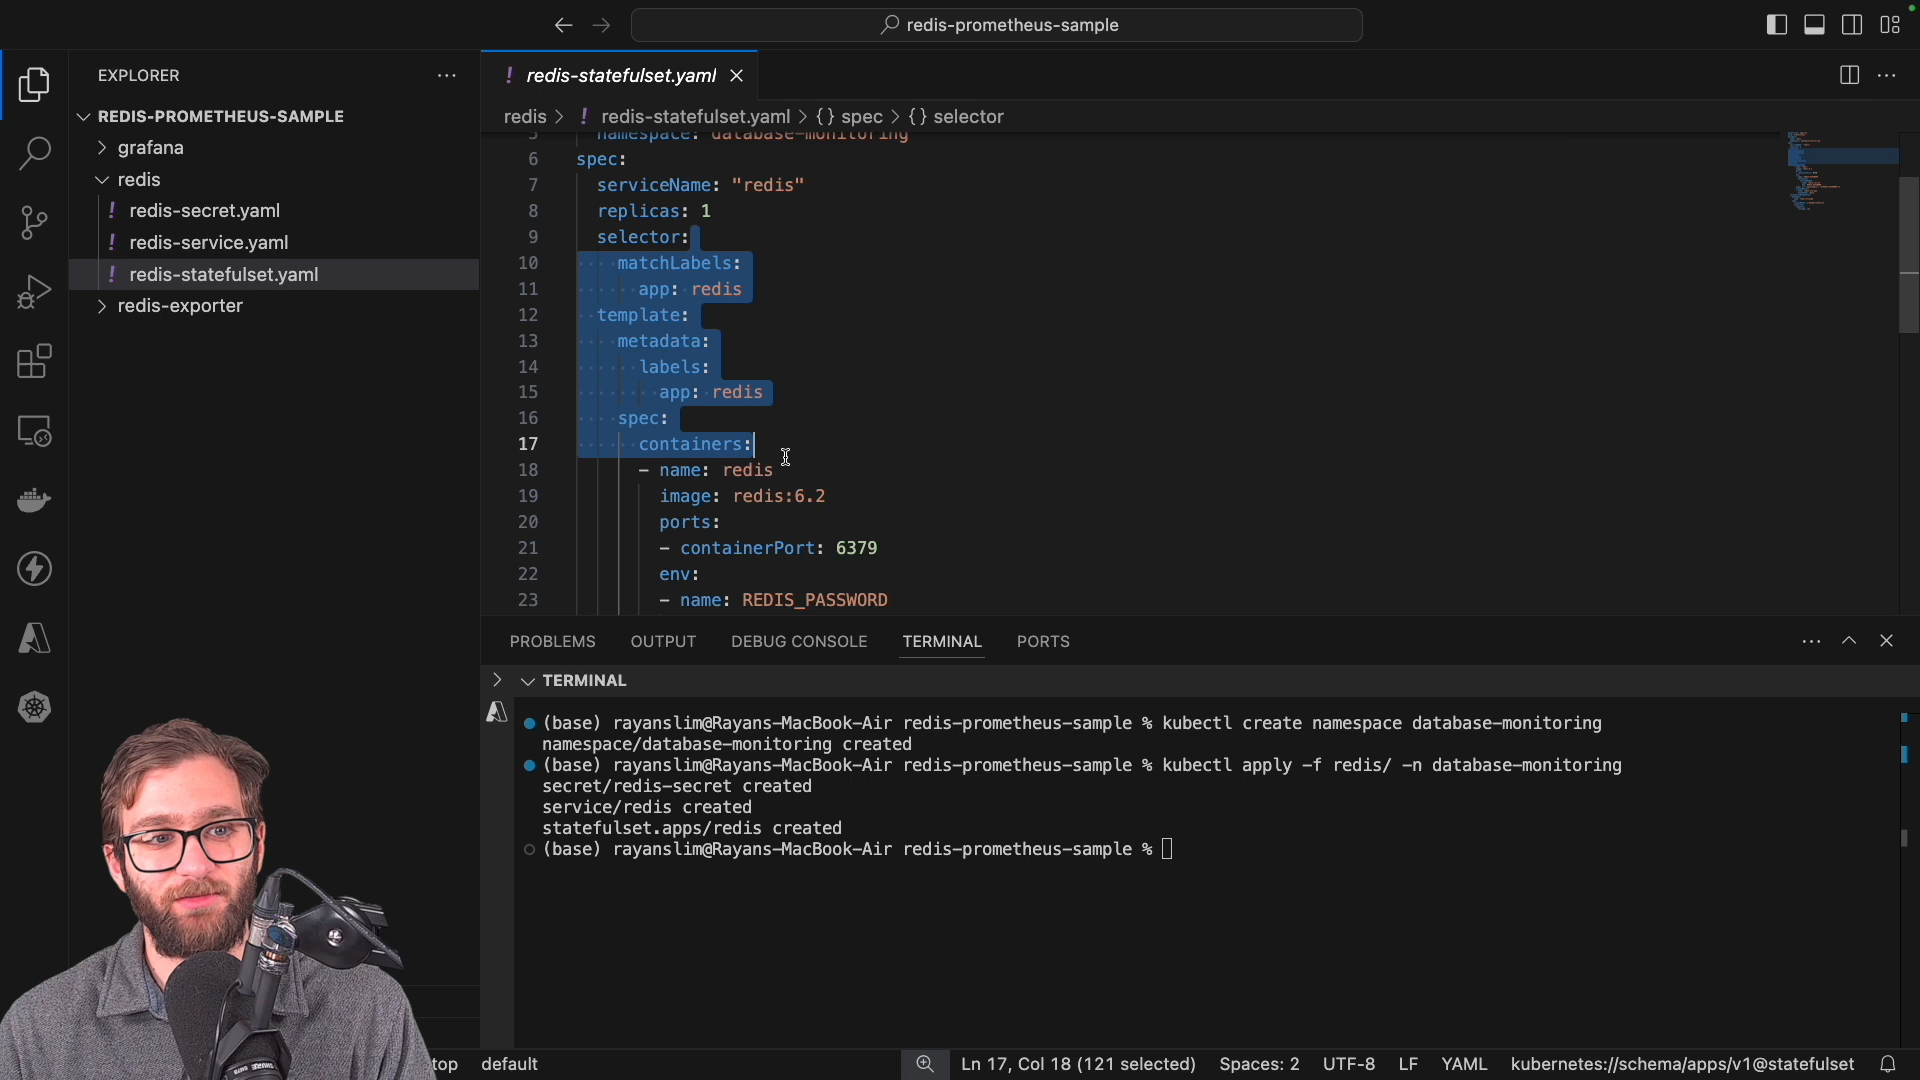 redis-prometheus-sample
EXPLORER
REDIS-PROMETHEUS-SAMPLE
grafana
redis
! redis-secret.yaml
! redis-service.yaml
! redis-statefulset.yaml
redis-exporter
! redis-statefulset.yaml
redis > ! redis-statefulset.yaml > {} spec > {} selector
5 namespace: database-monitoring
6 spec:
7 serviceName: "redis"
8 replicas: 1
9 selector:
10 matchLabels:
11 app: redis
12 template:
13 metadata:
14 labels:
15 app: redis
16 spec:
17 containers:
18 - name: redis
19 image: redis:6.2
20 ports:
21 - containerPort: 6379
22 env:
23 - name: REDIS_PASSWORD
PROBLEMS OUTPUT DEBUG CONSOLE TERMINAL PORTS
TERMINAL
(base) rayanslim@Rayans-MacBook-Air redis-prometheus-sample % kubectl create namespace database-monitoring
namespace/database-monitoring created
(base) rayanslim@Rayans-MacBook-Air redis-prometheus-sample % kubectl apply -f redis/ -n database-monitoring
secret/redis-secret created
service/redis created
statefulset.apps/redis created
(base) rayanslim@Rayans-MacBook-Air redis-prometheus-sample %
top default Ln 17, Col 18 (121 selected) Spaces: 2 UTF-8 LF YAML kubernetes://schema/apps/v1@statefulset